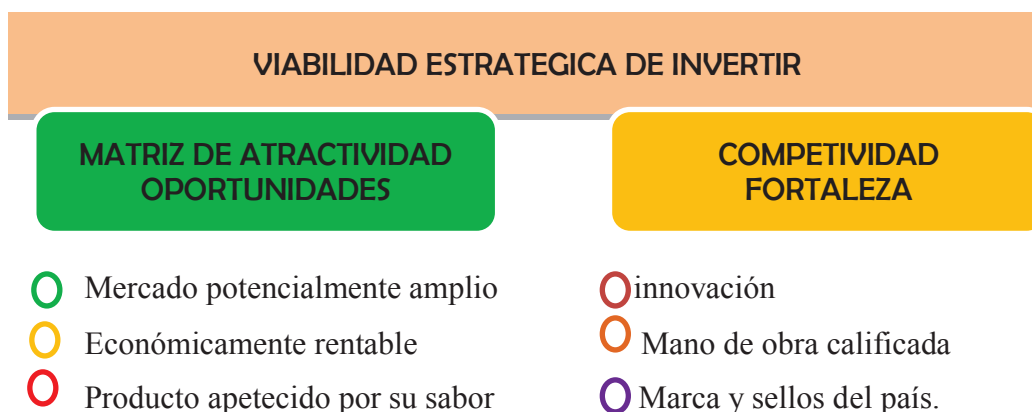 VIABILIDAD ESTRATEGICA DE INVERTIR
MATRIZ DE ATRACTIVIDAD
OPORTUNIDADES
COMPETIVIDAD
FORTALEZA
Mercado potencialmente amplio
Económicamente rentable
Producto apetecido por su sabor
innovación
Mano de obra calificada
Marca y sellos del país.